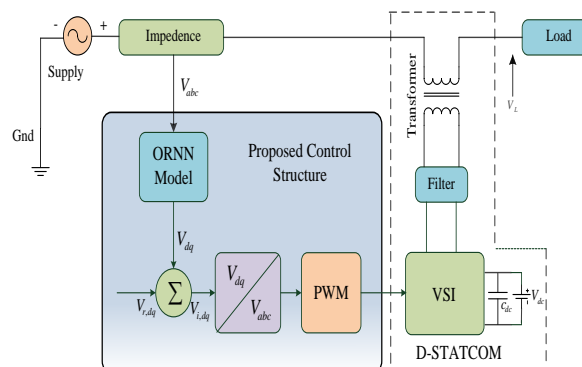 - +
Impedence
Load
Supply
V_abc
V_L
Gnd
Transformer
ORNN
Model
Proposed Control
Structure
Filter
V_dq
V_r,dq
Σ
V_i,dq
V_dq
V_abc
PWM
VSI
C_dc
+
V_dc
D-STATCOM